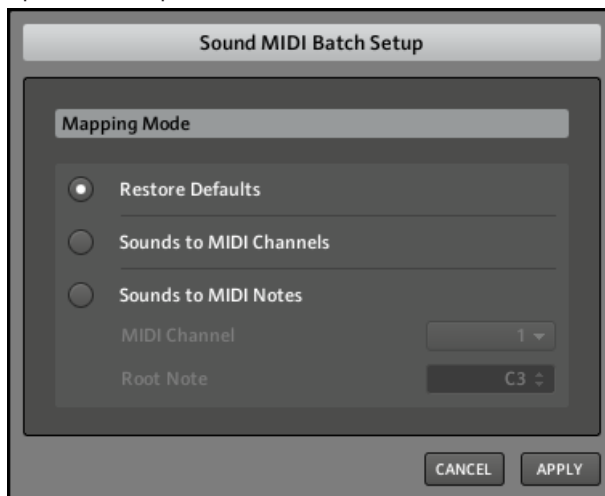 Sound MIDI Batch Setup
Mapping Mode
Restore Defaults
Sounds to MIDI Channels
Sounds to MIDI Notes
MIDI Channel 1
Root Note C3
CANCEL APPLY